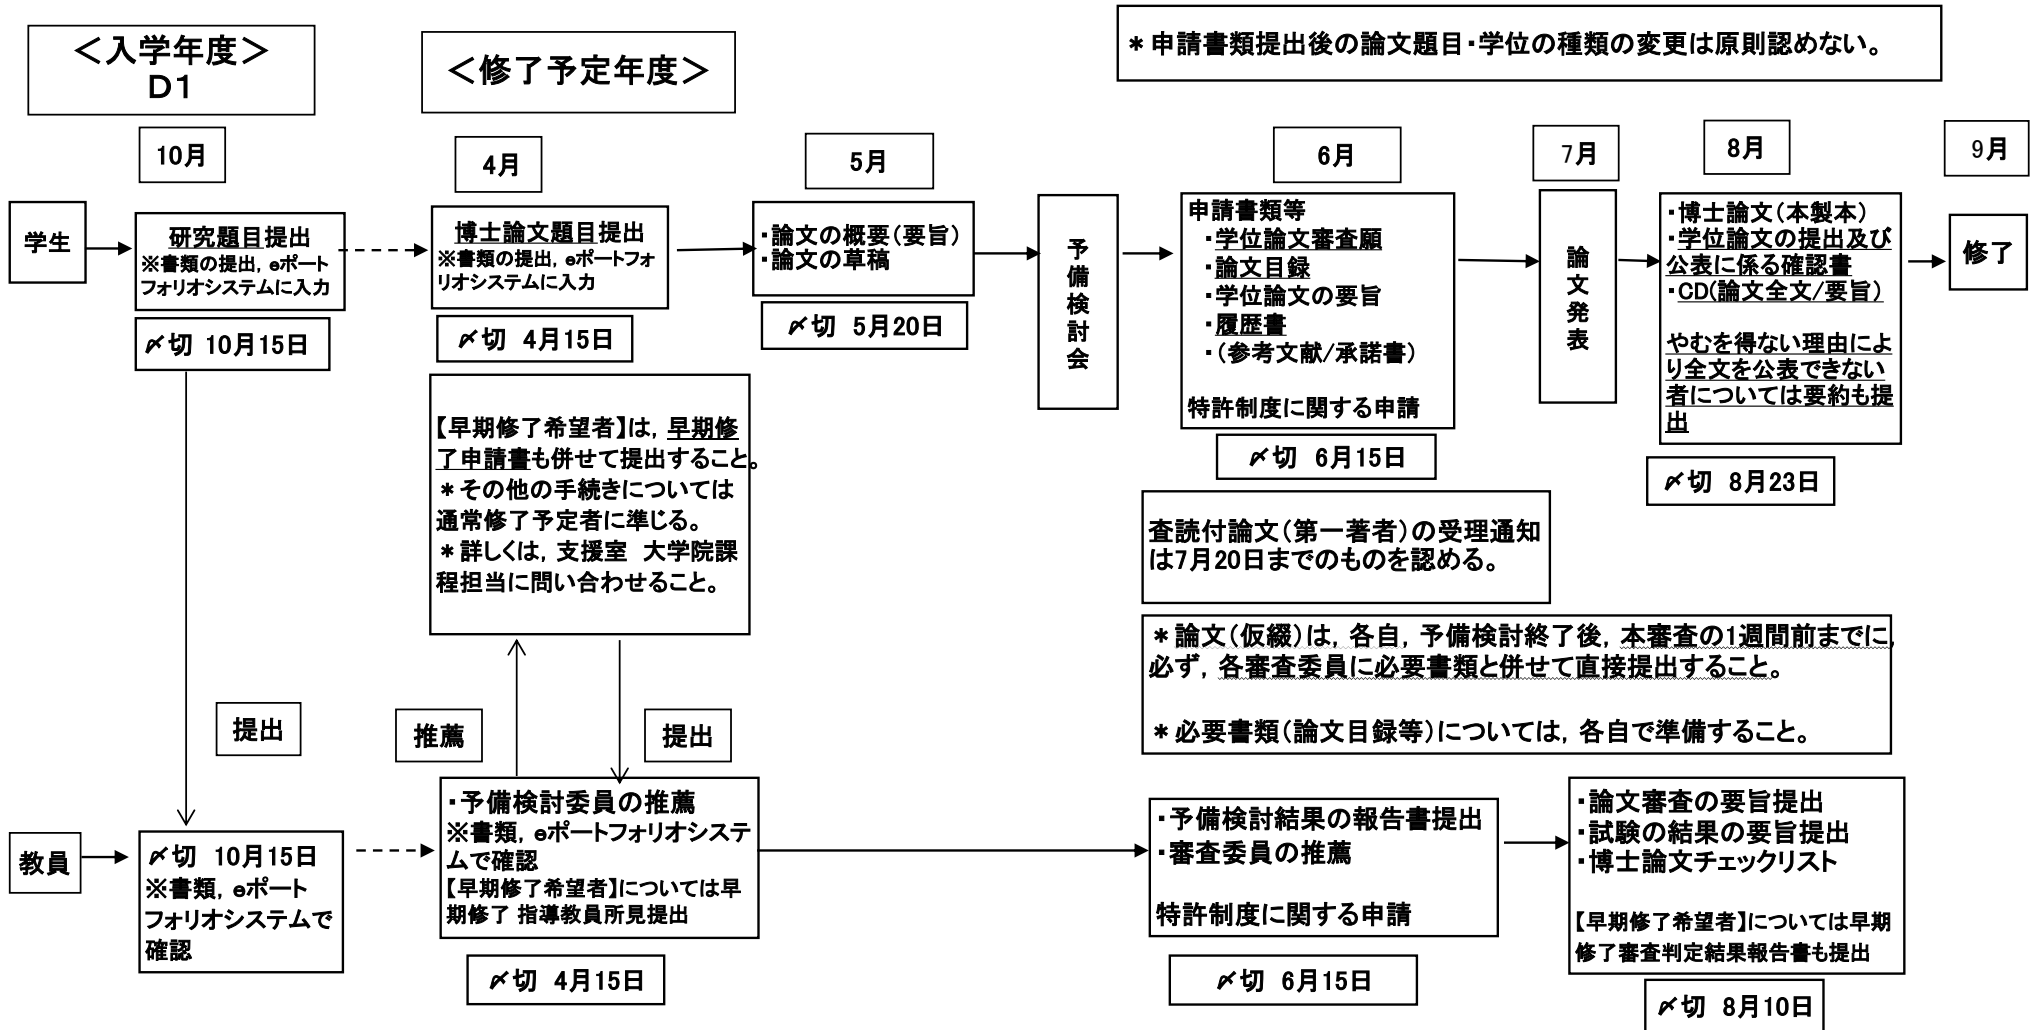 ＜入学年度＞
Ｄ１
＜修了予定年度＞
＊申請書類提出後の論文題目・学位の種類の変更は原則認めない。
10月
4月
5月
6月
7月
8月
9月
学生
研究題目提出
※書類の提出，eポート
フォリオシステムに入力
〆切 10月15日
博士論文題目提出
※書類の提出，eポートフォ
リオシステムに入力
〆切 4月15日
・論文の概要（要旨）
・論文の草稿
〆切 5月20日
予備検討会
申請書類等
・学位論文審査願
・論文目録
・学位論文の要旨
・履歴書
・（参考文献/承諾書）
特許制度に関する申請
〆切 6月15日
論文発表
・博士論文（本製本）
・学位論文の提出及び
公表に係る確認書
・CD(論文全文/要旨）
やむを得ない理由によ
り全文を公表できない
者については要約も提
出
〆切 8月23日
修了
【早期修了希望者】は，早期修
了申請書も併せて提出すること。
＊その他の手続きについては
通常修了予定者に準じる。
＊詳しくは，支援室　大学院課
程担当に問い合わせること。
査読付論文（第一著者）の受理通知
は7月20日までのものを認める。
＊論文（仮綴）は，各自，予備検討終了後，本審査の1週間前までに，
必ず，各審査委員に必要書類と併せて直接提出すること。
＊必要書類（論文目録等）については，各自で準備すること。
提出
推薦
提出
教員
〆切 10月15日
※書類，eポート
フォリオシステムで
確認
・予備検討委員の推薦
※書類，eポートフォリオシステ
ムで確認
【早期修了希望者】については早
期修了 指導教員所見提出
〆切 4月15日
・予備検討結果の報告書提出
・審査委員の推薦
特許制度に関する申請
〆切 6月15日
・論文審査の要旨提出
・試験の結果の要旨提出
・博士論文チェックリスト
【早期修了希望者】については早期
修了審査判定結果報告書も提出
〆切 8月10日